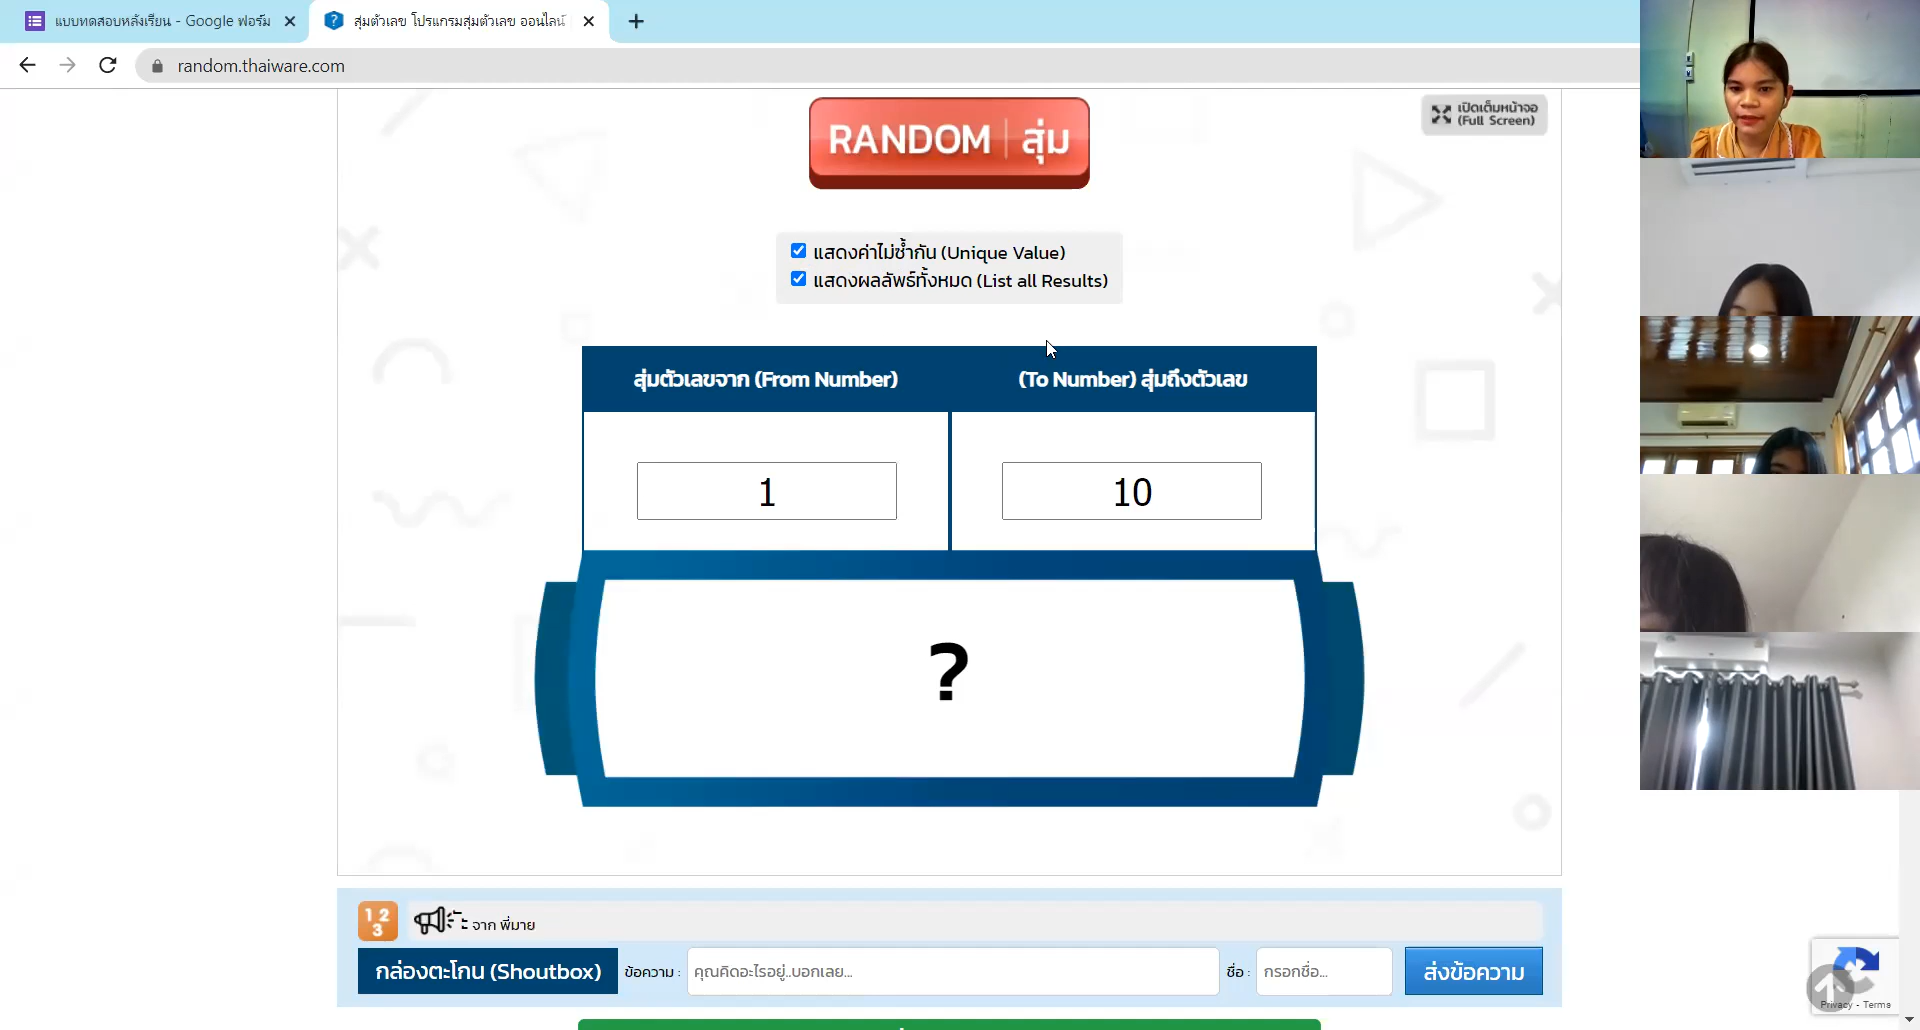 แบบทดสอบหลังเรียน - Google ฟอร์ม
สุ่มตัวเลข โปรแกรมสุ่มตัวเลข ออนไลน์
random.thaiware.com
RANDOM | สุ่ม
เปิดเต็มหน้าจอ
(Full Screen)
แสดงค่าไม่ซ้ำกัน (Unique Value)
แสดงผลลัพธ์ทั้งหมด (List all Results)
สุ่มตัวเลขจาก (From Number)
(To Number) สุ่มถึงตัวเลข
1
10
?
1 2
3
จาก พี่มาย
กล่องตะโกน (Shoutbox)
ข้อความ :
คุณคิดอะไรอยู่..บอกเลย...
ชื่อ :
กรอกชื่อ...
ส่งข้อความ
Privacy - Terms